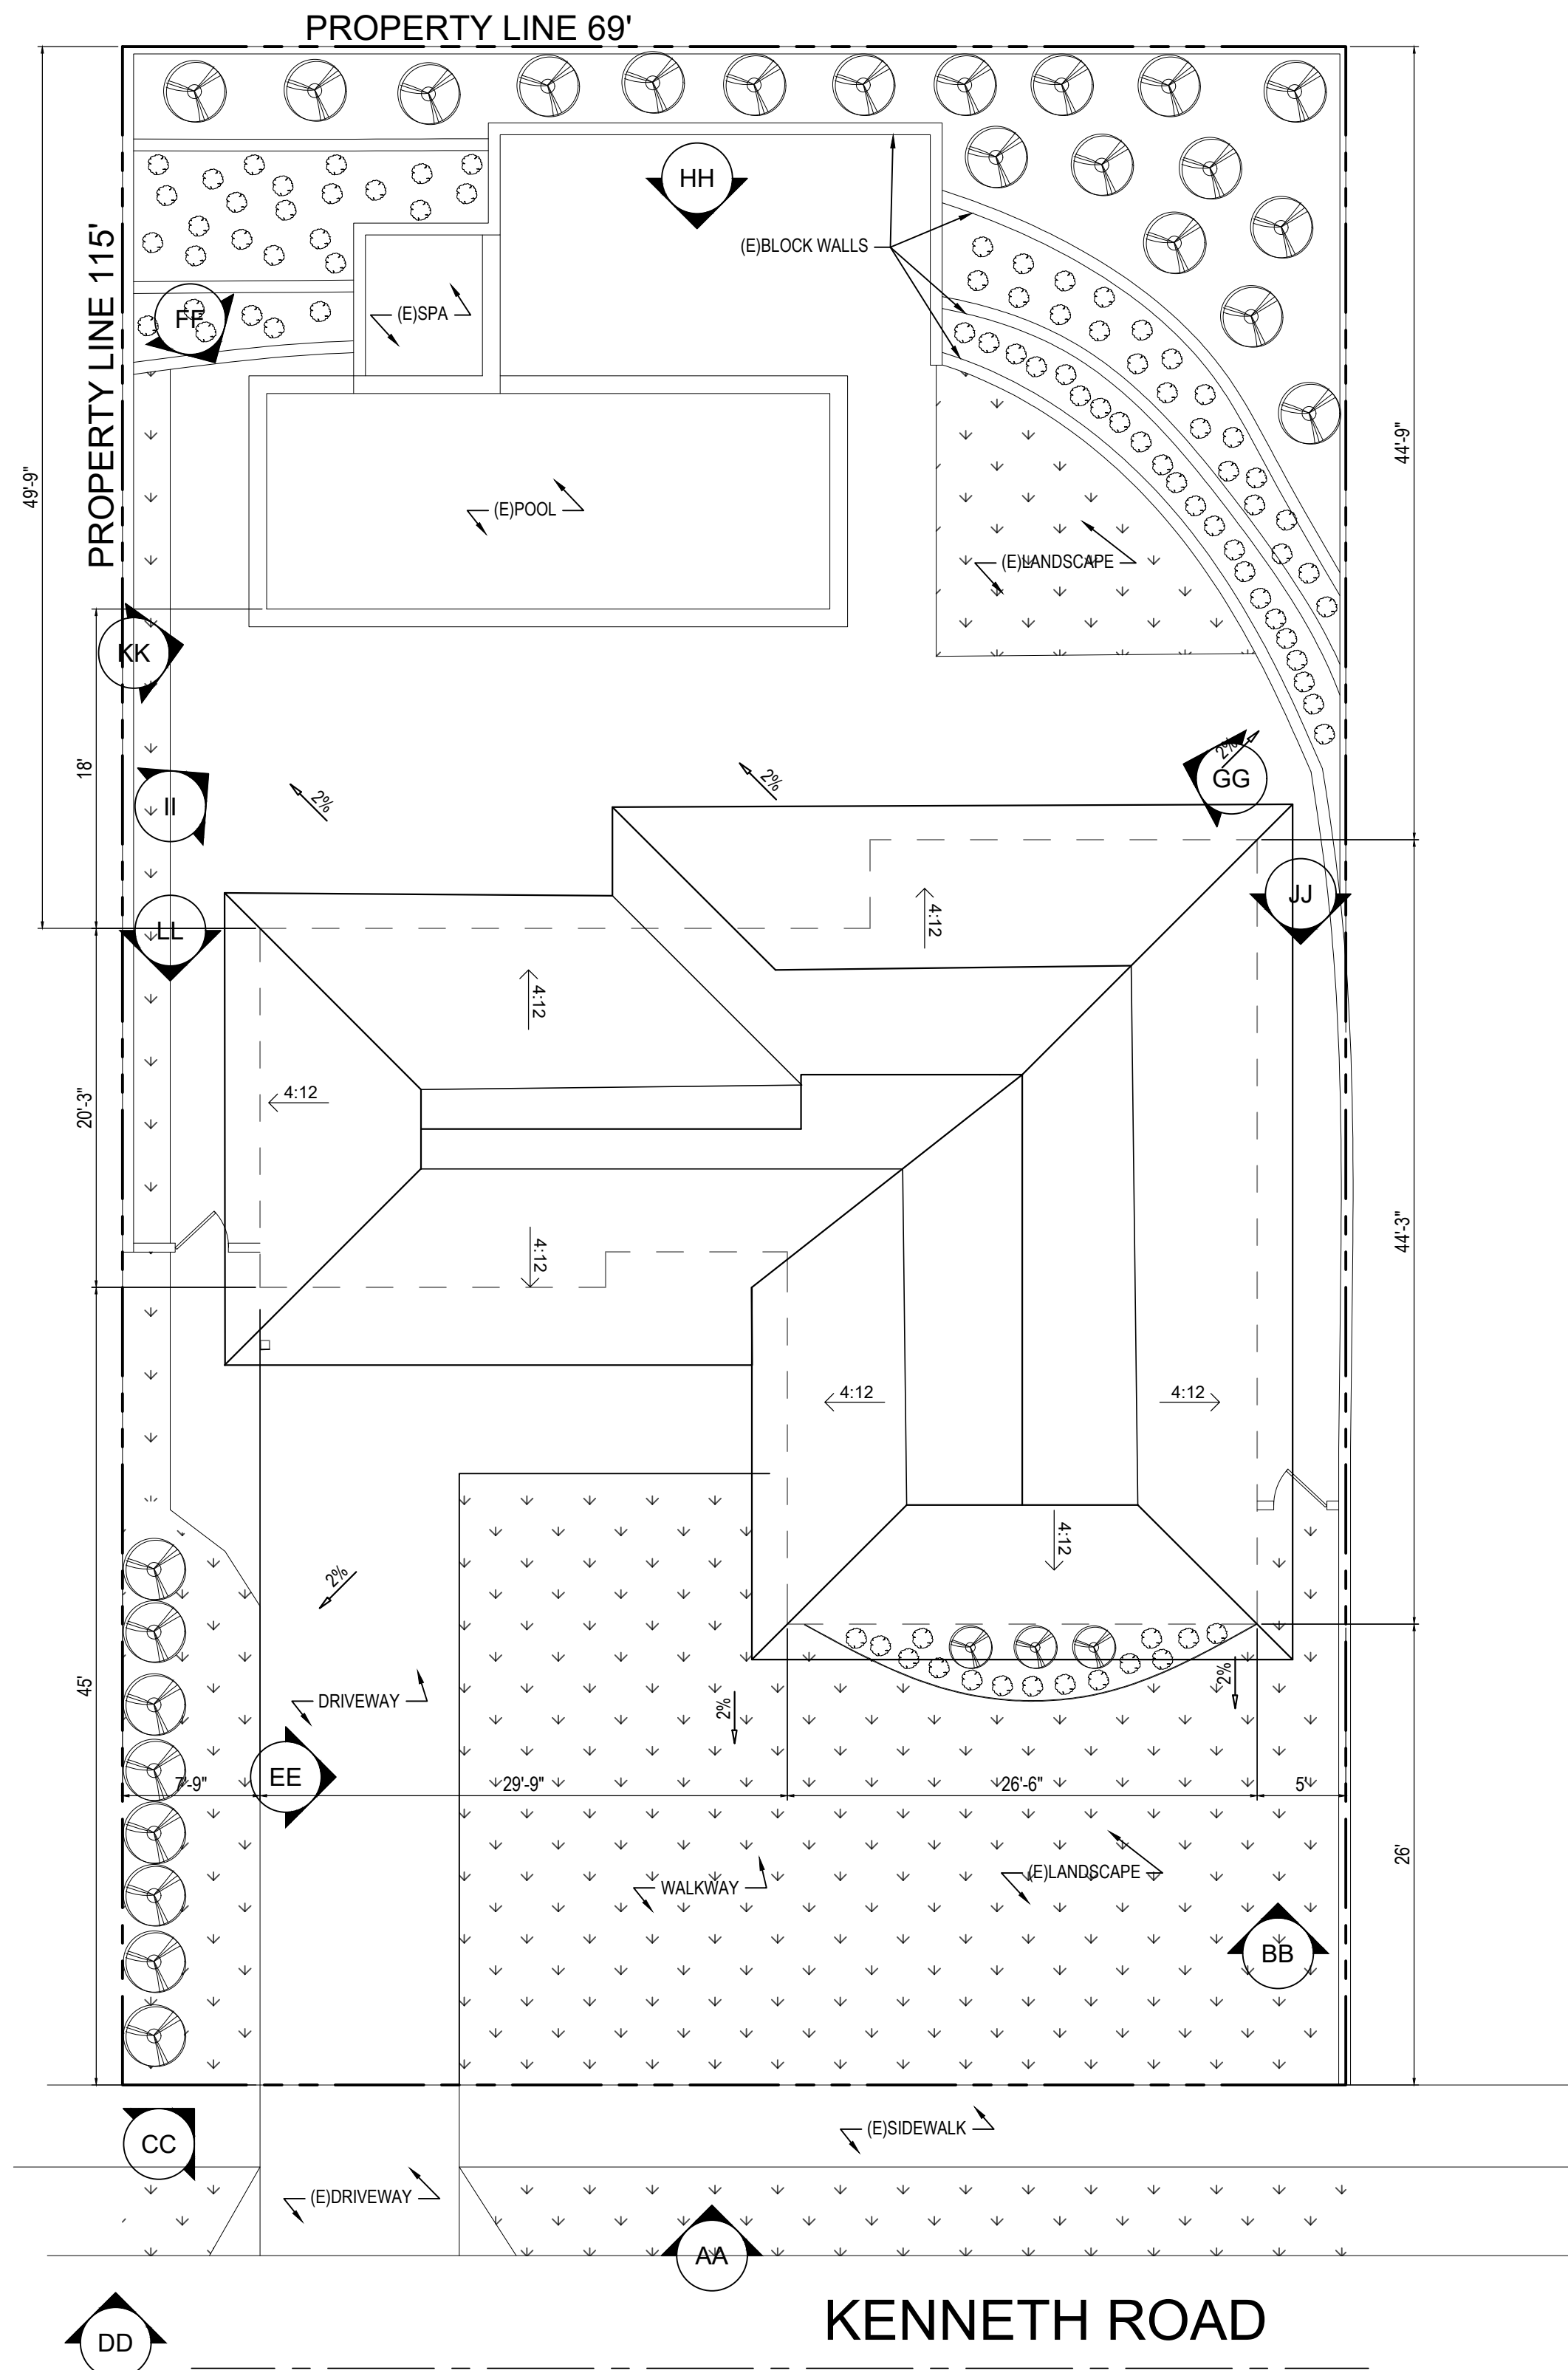 PROPERTY LINE 69'
PROPERTY LINE 115'
HH
(E)BLOCK WALLS
(E)SPA
FF
49'-9"
44'-9"
(E)POOL
(E)LANDSCAPE
KK
18'
II
2%
2%
2%
GG
LL
JJ
4:12
4:12
4:12
20'-3"
44'-3"
4:12
4:12
4:12
4:12
2%
45'
DRIVEWAY
2%
2%
EE
7'-9"
29'-9"
26'-6"
5'
26'
WALKWAY
(E)LANDSCAPE
BB
CC
(E)SIDEWALK
(E)DRIVEWAY
AA
KENNETH ROAD
DD